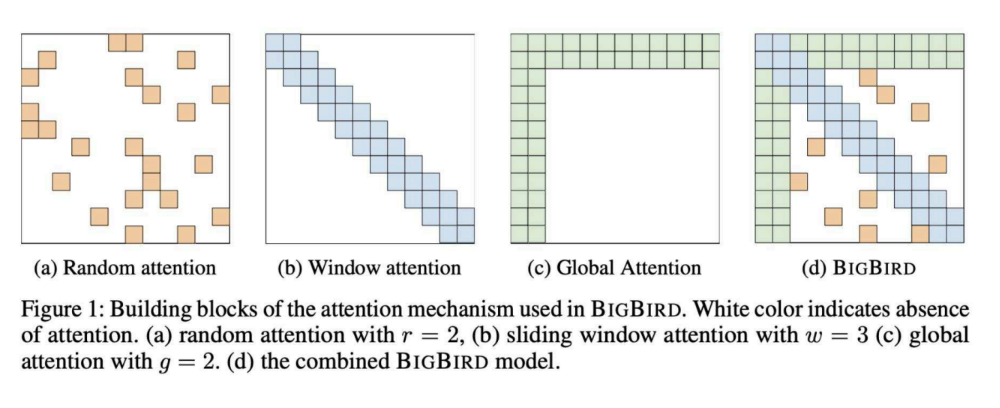 (a) Random attention
(b) Window attention
(c) Global Attention
(d) BIGBIRD
Figure 1: Building blocks of the attention mechanism used in BIGBIRD. White color indicates absence
of attention. (a) random attention with r = 2, (b) sliding window attention with w = 3 (c) global
attention with g = 2. (d) the combined BIGBIRD model.